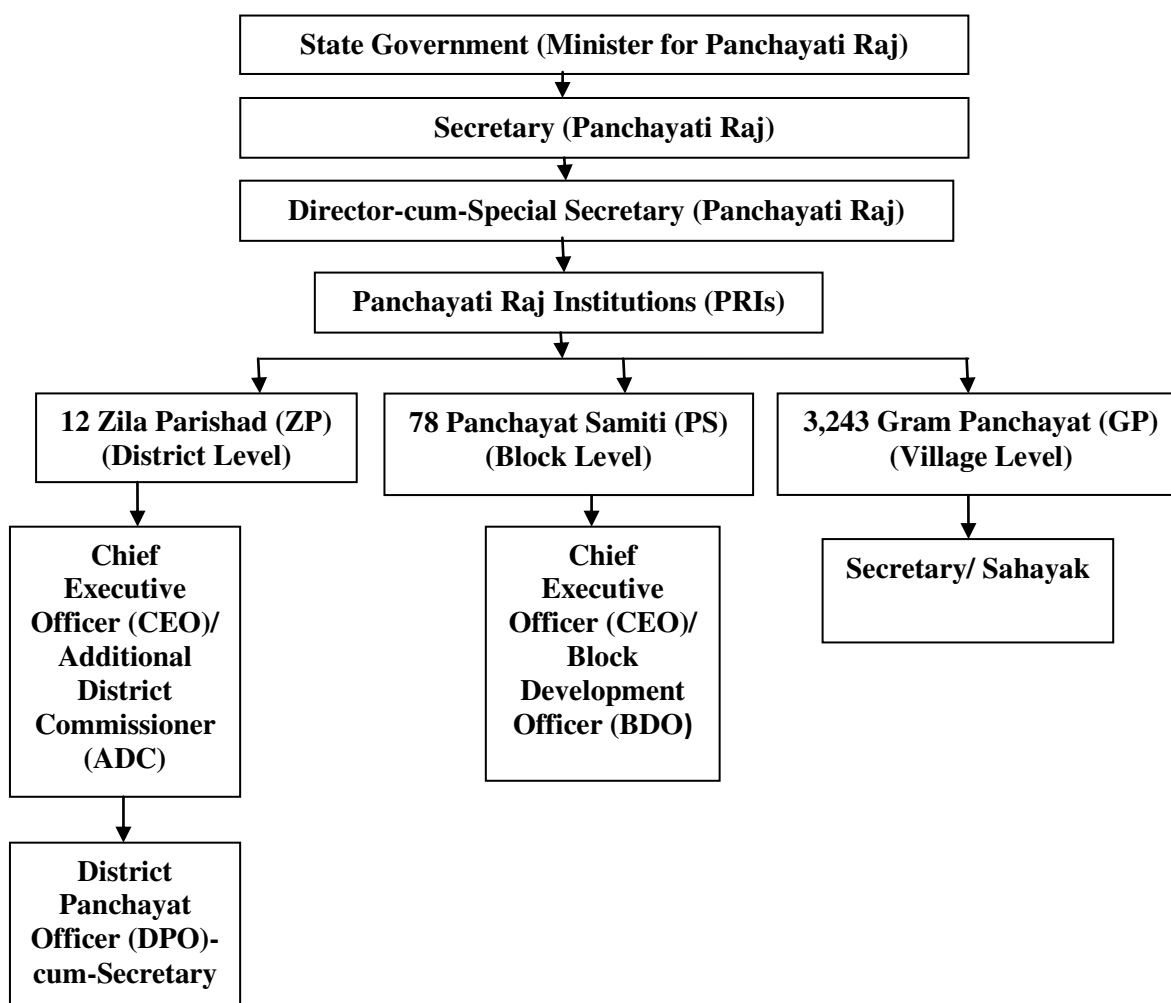 State Government (Minister for Panchayati Raj)
Secretary (Panchayati Raj)
Director-cum-Special Secretary (Panchayati Raj)
Panchayati Raj Institutions (PRIs)
12 Zila Parishad (ZP)
(District Level)
78 Panchayat Samiti (PS)
(Block Level)
3,243 Gram Panchayat (GP)
(Village Level)
Chief
Executive
Officer (CEO)/
Additional
District
Commissioner
(ADC)
Chief
Executive
Officer (CEO)/
Block
Development
Officer (BDO)
Secretary/ Sahayak
District
Panchayat
Officer (DPO)-
cum-Secretary